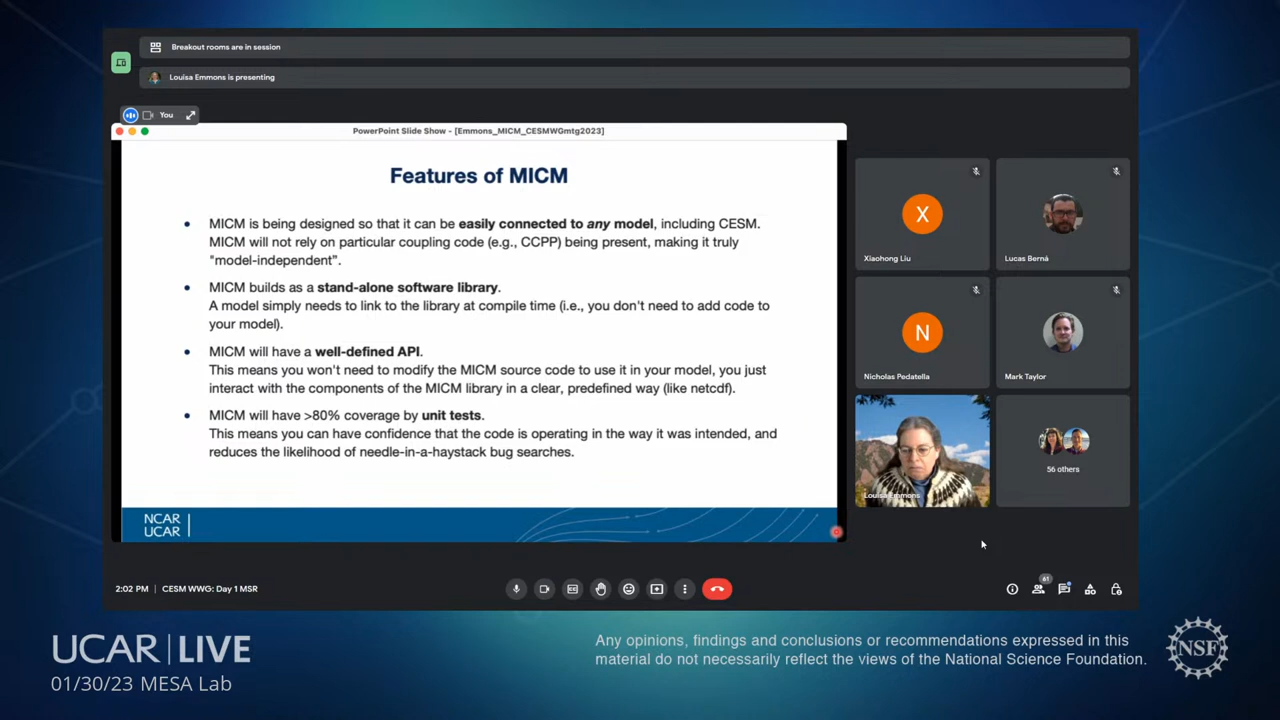 Breakout rooms are in session
Louisa Emmons is presenting
You
PowerPoint Slide Show - [Emmons_MICM_CESMWGmtg2023]
Features of MICM
• MICM is being designed so that it can be easily connected to any model, including CESM.
MICM will not rely on particular coupling code (e.g., CCPP) being present, making it truly
"model-independent".
• MICM builds as a stand-alone software library.
A model simply needs to link to the library at compile time (i.e., you don't need to add code to
your model).
• MICM will have a well-defined API.
This means you won't need to modify the MICM source code to use it in your model, you just
interact with the components of the MICM library in a clear, predefined way (like netcdf).
• MICM will have >80% coverage by unit tests.
This means you can have confidence that the code is operating in the way it was intended, and
reduces the likelihood of needle-in-a-haystack bug searches.
NCAR
UCAR
X
Xiaohong Liu
Lucas Berná
N
Nicholas Pedatella
Mark Taylor
Louisa Emmons
56 others
2:02 PM | CESM WWG: Day 1 MSR
61
UCAR | LIVE
01/30/23 MESA Lab
Any opinions, findings and conclusions or recommendations expressed in this
material do not necessarily reflect the views of the National Science Foundation.
NSF